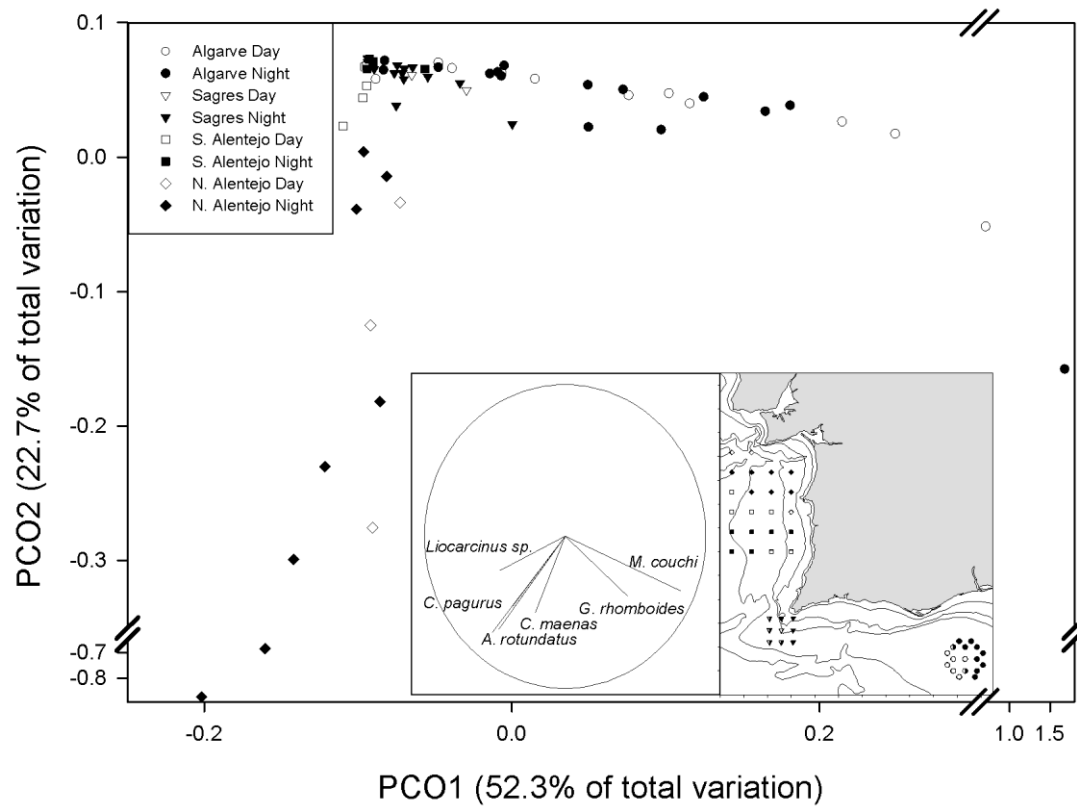 0.1
0.0
-0.1
-0.2
-0.3
-0.7
-0.8
PCO2 (22.7% of total variation)
Algarve Day
Algarve Night
Sagres Day
Sagres Night
S. Alentejo Day
S. Alentejo Night
N. Alentejo Day
N. Alentejo Night
Liocarcinus sp.
M. couchi
C. pagurus
G. rhomboides
C. maenas
A. rotundatus
-0.2
0.0
0.2
1.0
1.5
PCO1 (52.3% of total variation)